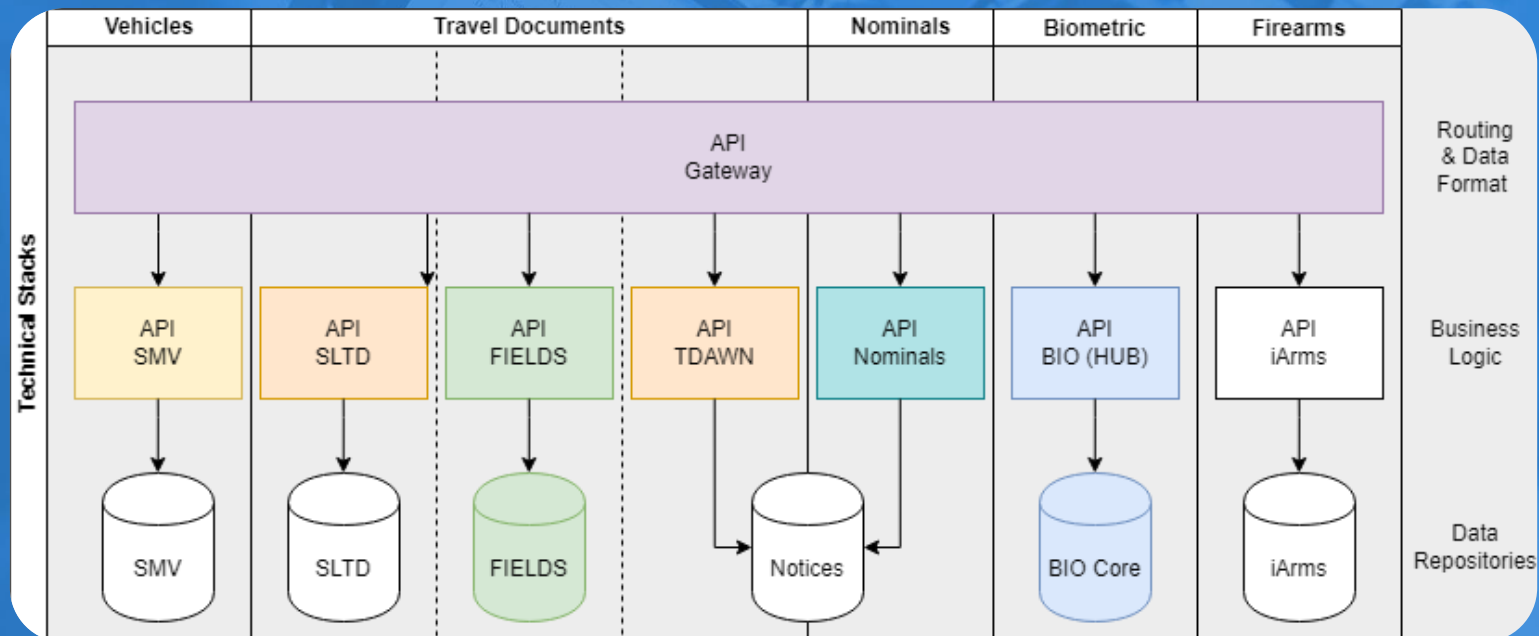 Vehicles
Travel Documents
Nominals
Biometric
Firearms
Technical Stacks
API
Gateway
Routing
& Data
Format
API
SMV
API
SLTD
API
FIELDS
API
TDAWN
API
Nominals
API
BIO (HUB)
API
iArms
Business
Logic
SMV
SLTD
FIELDS
Notices
BIO Core
iArms
Data
Repositories